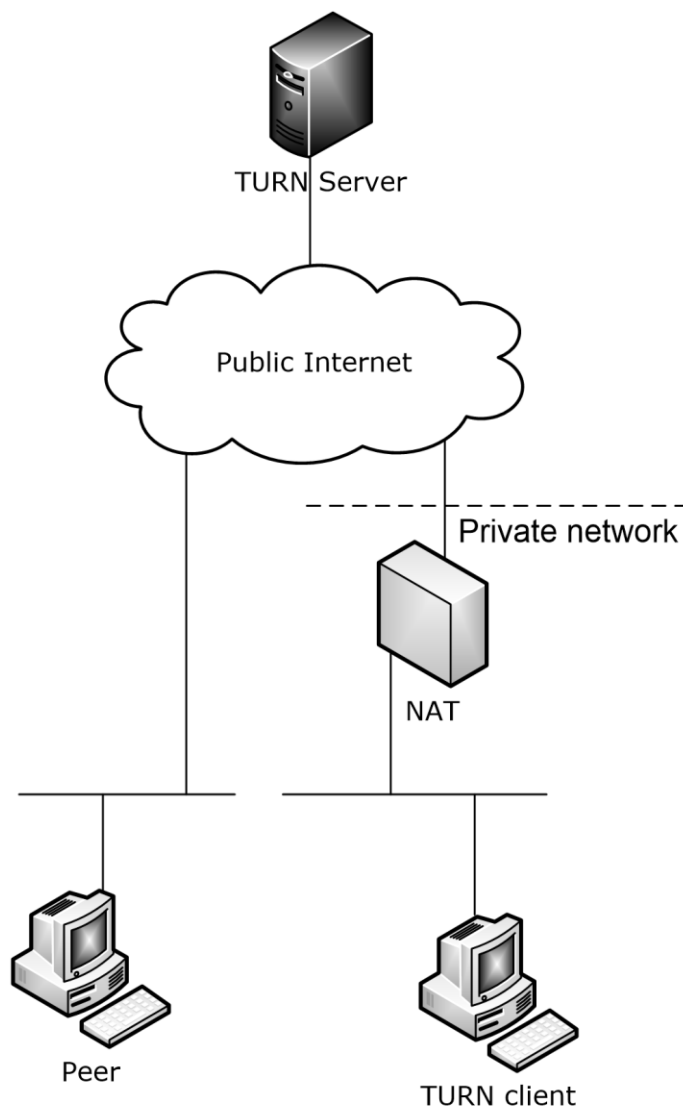 TURN Server
Public Internet
Private network
NAT
Peer
TURN client